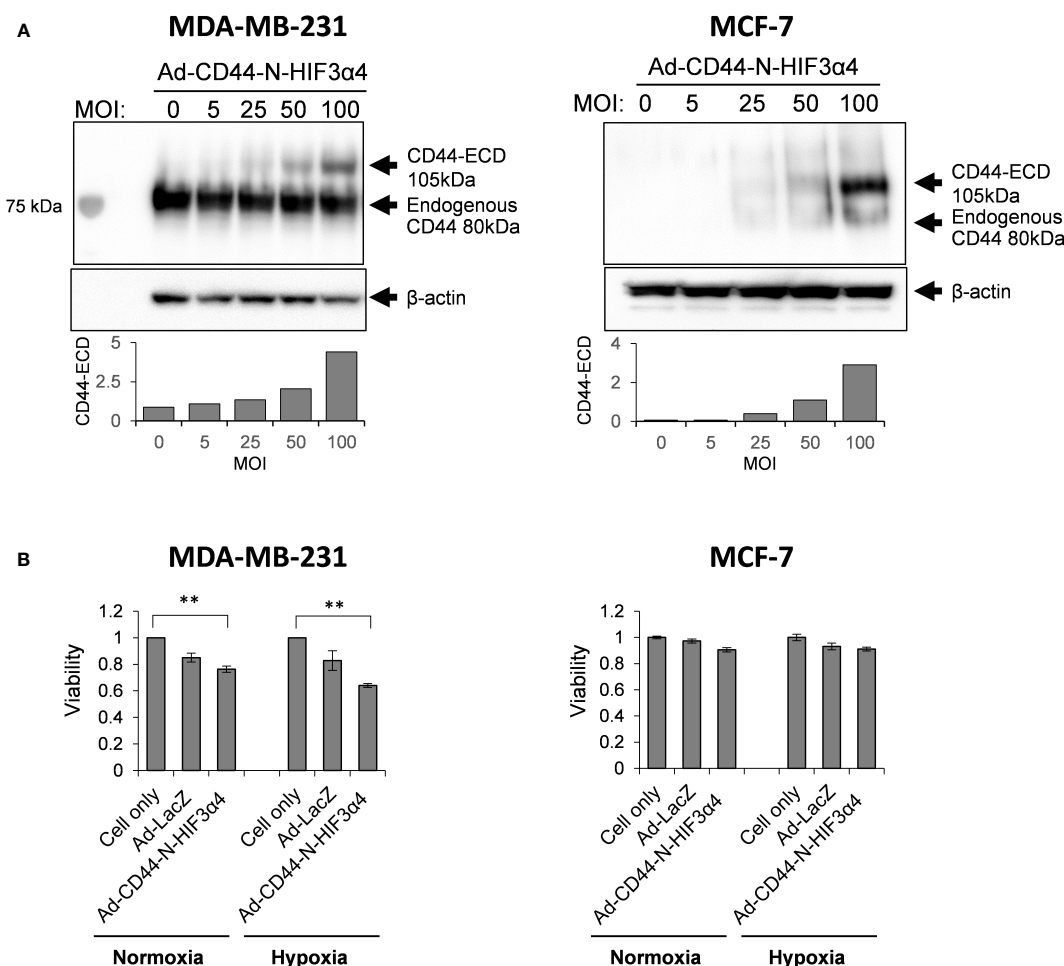 A
MDA-MB-231
Ad-CD44-N-HIF3α4
MOI: 0 5 25 50 100
75 kDa
CD44-ECD
105kDa
Endogenous
CD44 80kDa
β-actin
CD44-ECD
5
2.5
0
0 5 25 50 100
MOI
MCF-7
Ad-CD44-N-HIF3α4
MOI: 0 5 25 50 100
CD44-ECD
105kDa
Endogenous
CD44 80kDa
β-actin
CD44-ECD
4
2
0
0 5 25 50 100
MOI
B
MDA-MB-231
** **
Viability
1.2
1
0.8
0.6
0.4
0.2
0
Cell only
Ad-LacZ
Ad-CD44-N-HIF3α4
Cell only
Ad-LacZ
Ad-CD44-N-HIF3α4
Normoxia Hypoxia
MCF-7
Viability
1.2
1
0.8
0.6
0.4
0.2
0
Cell only
Ad-LacZ
Ad-CD44-N-HIF3α4
Cell only
Ad-LacZ
Ad-CD44-N-HIF3α4
Normoxia Hypoxia